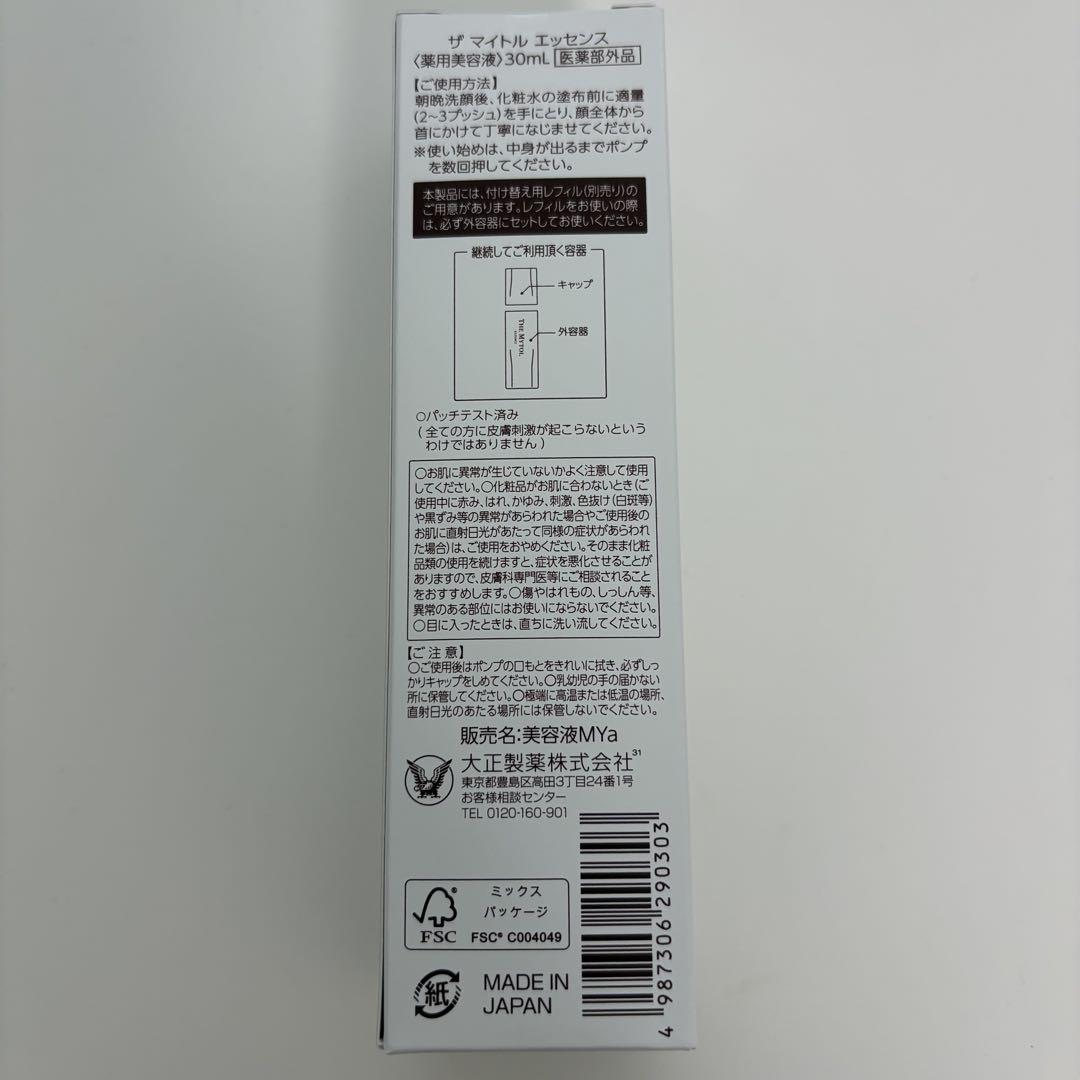 ザ マイトル エッセンス
〈薬用美容液〉30mL 医薬部外品
【ご使用方法】
朝晩洗顔後、化粧水の塗布前に適量
(2~3プッシュ)を手にとり、顔全体から
首にかけて丁寧になじませてください。
※使い始めは、中身が出るまでポンプ
を数回押してください。
本製品には、付け替え用レフィル(別売り)の
ご用意があります。レフィルをお使いの際
は、必ず外容器にセットしてお使いください。
継続してご利用頂く容器
キャップ
THE MYTOL
外容器
○パッチテスト済み
(全ての方に皮膚刺激が起こらないという
わけではありません)
○お肌に異常が生じていないかよく注意して使用
してください。○化粧品がお肌に合わないとき(ご
使用中に赤み、はれ、かゆみ、刺激、色抜け(白斑等)
や黒ずみ等の異常があらわれた場合やご使用後の
お肌に直射日光があたって同様の症状があらわれ
た場合)は、ご使用をおやめください。そのまま化粧
品類の使用を続けますと、症状を悪化させることが
ありますので、皮膚科専門医等にご相談されること
をおすすめします。○傷やはれもの、しっしん等、
異常のある部位にはお使いにならないでください。
○目に入ったときは、直ちに洗い流してください。
【ご注意】
○ご使用後はポンプの口もとをきれいに拭き、必ずしっ
かりキャップをしめてください。○乳幼児の手の届かない
所に保管してください。○極端に高温または低温の場所、
直射日光のあたる場所には保管しないでください。
販売名:美容液MYa
大正製薬株式会社31
東京都豊島区高田3丁目24番1号
お客様相談センター
TEL 0120-160-901
ミックス
パッケージ
FSC® C004049
FSC
紙
MADE IN
JAPAN
4 987306 290303